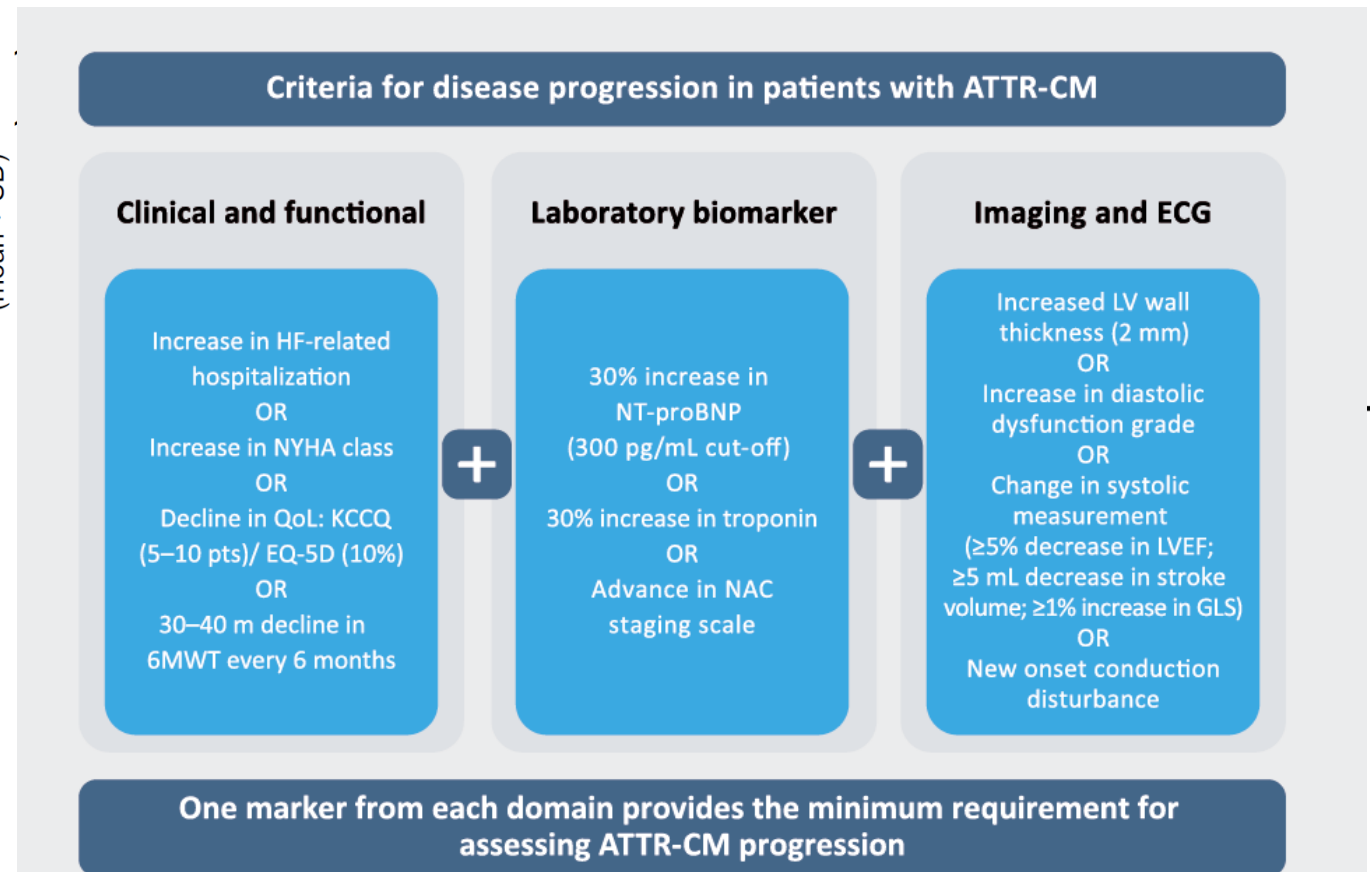 Criteria for disease progression in patients with ATTR-CM
Clinical and functional
Increase in HF-related
hospitalization
OR
Increase in NYHA class
OR
Decline in QoL: KCCQ
(5–10 pts)/ EQ-5D (10%)
OR
30–40 m decline in
6MWT every 6 months
+
Laboratory biomarker
30% increase in
NT-proBNP
(300 pg/mL cut-off)
OR
30% increase in troponin
OR
Advance in NAC
staging scale
+
Imaging and ECG
Increased LV wall
thickness (2 mm)
OR
Increase in diastolic
dysfunction grade
OR
Change in systolic
measurement
(≥5% decrease in LVEF;
≥5 mL decrease in stroke
volume; ≥1% increase in GLS)
OR
New onset conduction
disturbance
One marker from each domain provides the minimum requirement for
assessing ATTR-CM progression